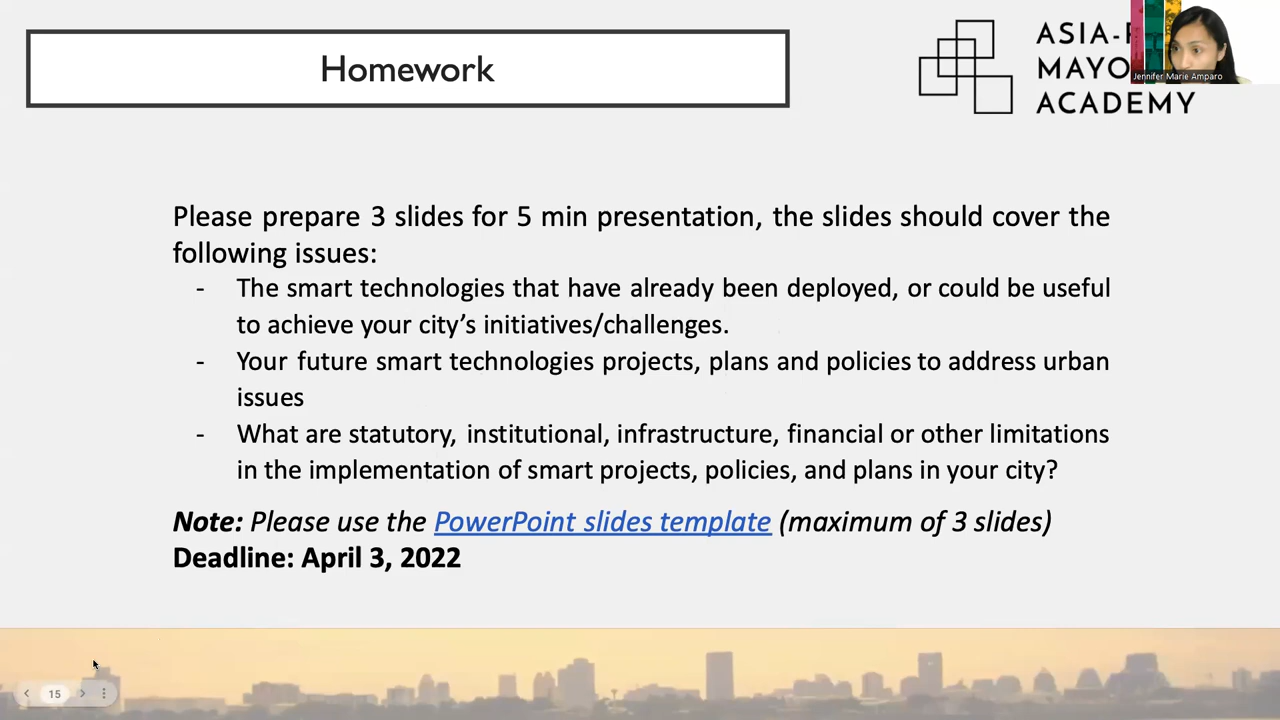 Homework
ASIA-
MAYO
ACADEMY
Jennifer Marie Amparo
Please prepare 3 slides for 5 min presentation, the slides should cover the
following issues:
- The smart technologies that have already been deployed, or could be useful
to achieve your city’s initiatives/challenges.
- Your future smart technologies projects, plans and policies to address urban
issues
- What are statutory, institutional, infrastructure, financial or other limitations
in the implementation of smart projects, policies, and plans in your city?
Note: Please use the PowerPoint slides template (maximum of 3 slides)
Deadline: April 3, 2022
15